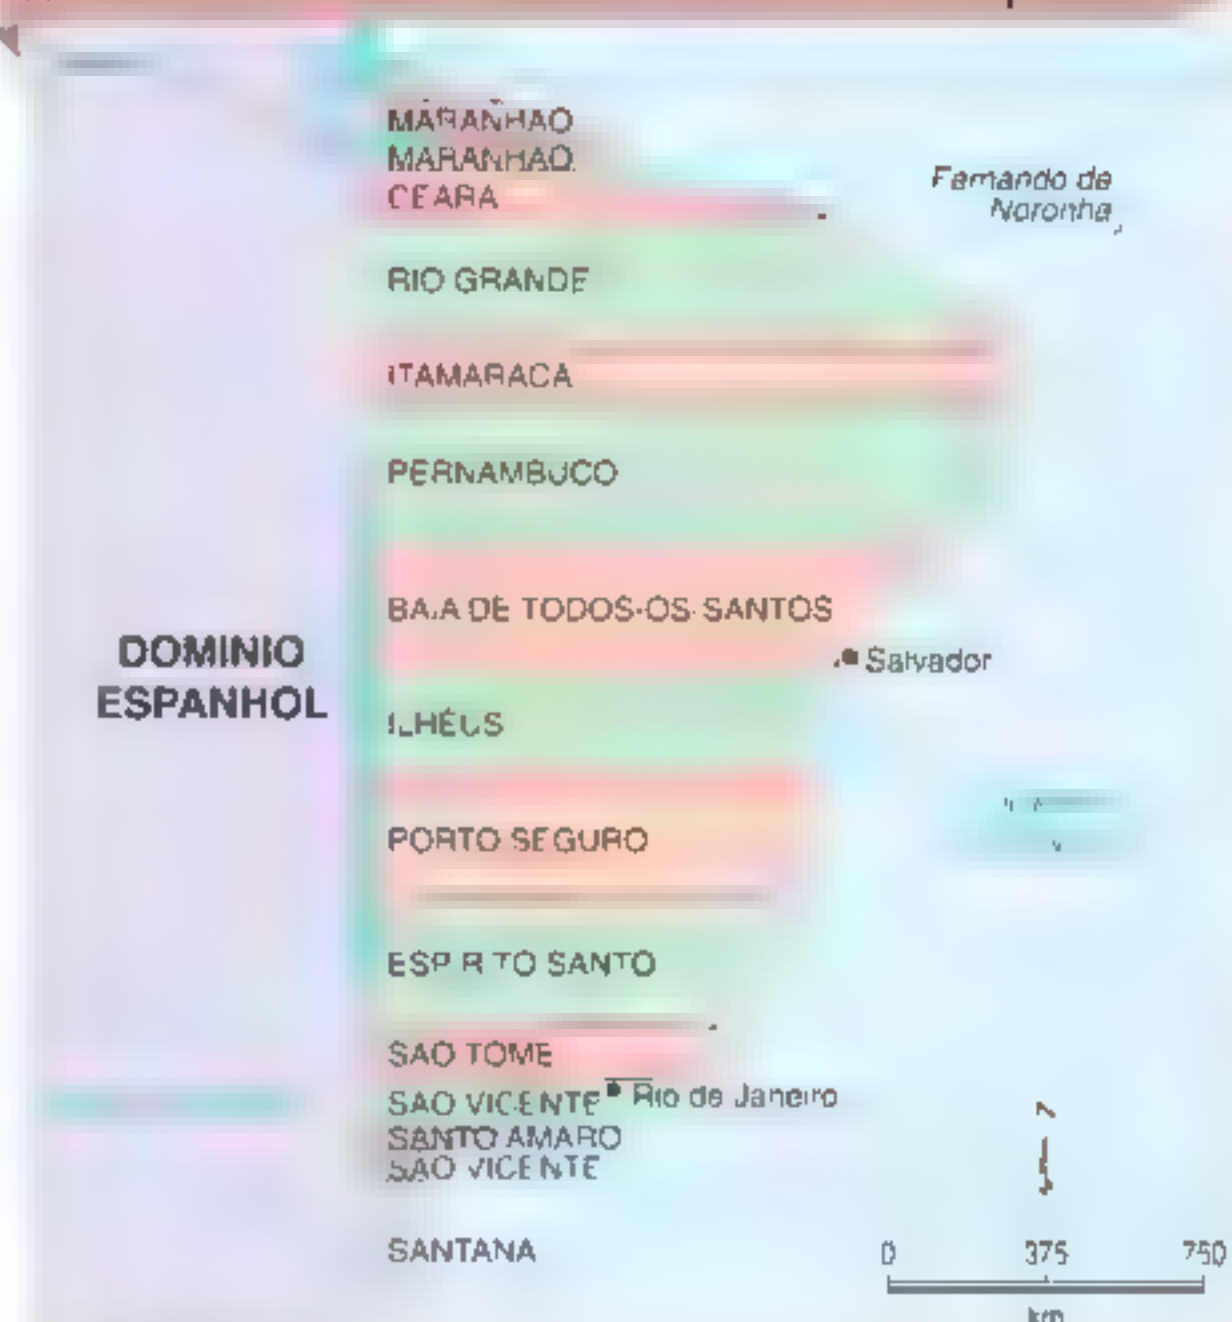 MARANHAO
MARANHAO
CEARA
Fernando de
Noronha
RIO GRANDE
ITAMARACA
PERNAMBUCO
BAIA DE TODOS-OS-SANTOS
DOMINIO
ESPANHOL
Salvador
ILHÉUS
PORTO SEGURO
ESPIRITO SANTO
SAO TOME
SAO VICENTE
Rio de Janeiro
SANTO AMARO
SAO VICENTE
SANTANA
0 375 750
km